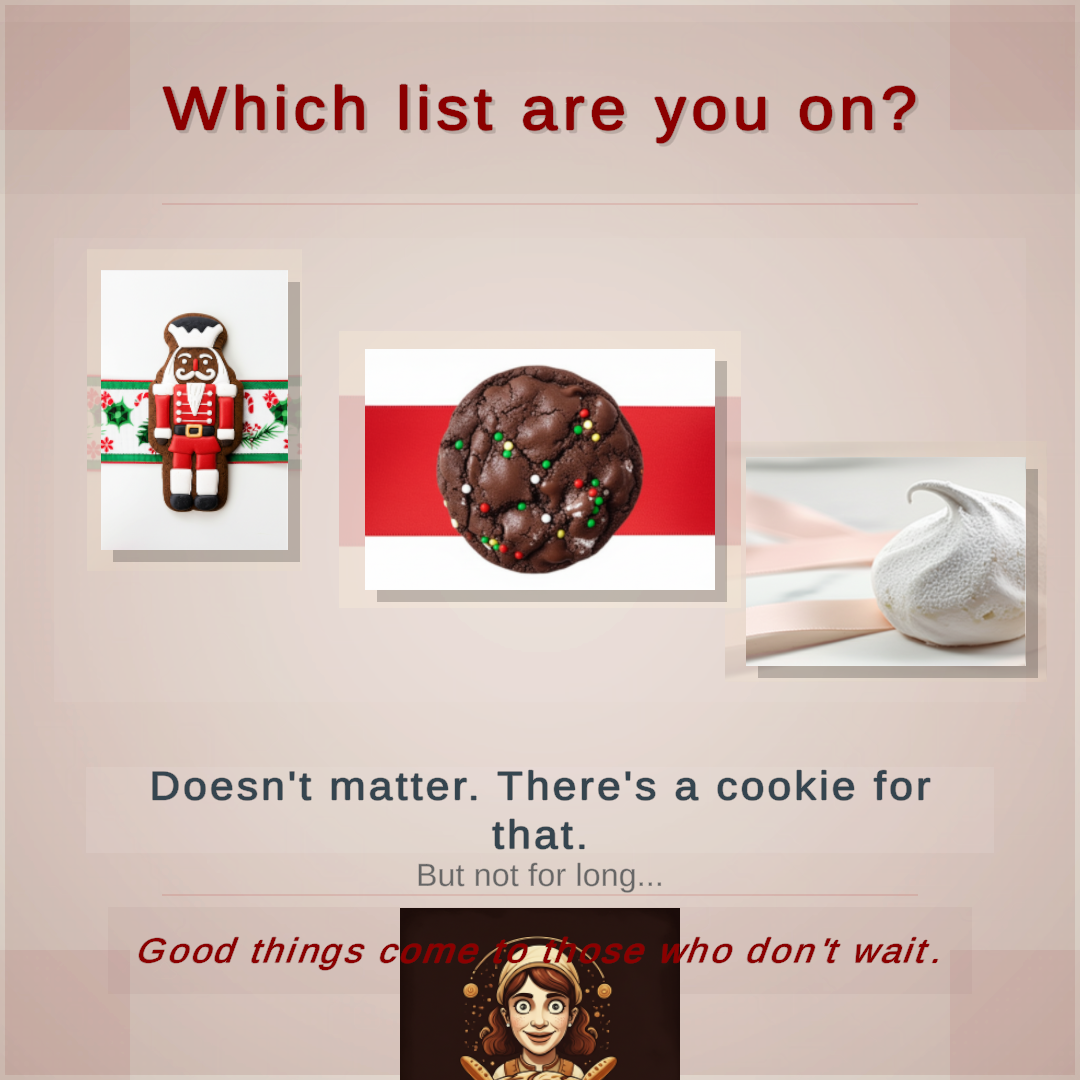 Which list are you on?
Doesn't matter. There's a cookie for
that.
But not for long...
Good things come to those who don't wait.